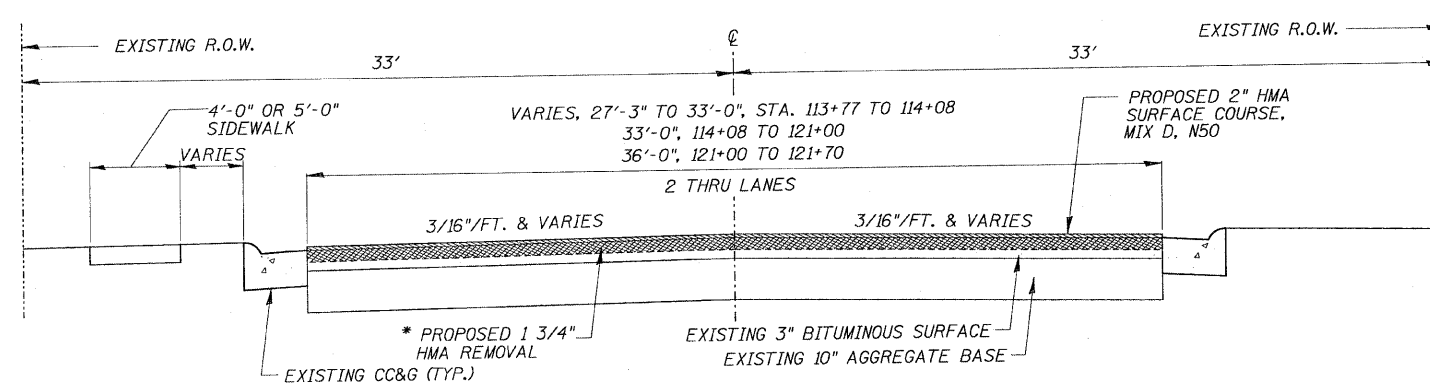 EXISTING R.O.W.
℄
EXISTING R.O.W.
33'
33'
4'-0" OR 5'-0"
SIDEWALK
VARIES
VARIES, 27'-3" TO 33'-0", STA. 113+77 TO 114+08
33'-0", 114+08 TO 121+00
36'-0", 121+00 TO 121+70
2 THRU LANES
PROPOSED 2" HMA
SURFACE COURSE,
MIX D, N50
3/16"/FT. & VARIES
3/16"/FT. & VARIES
* PROPOSED 1 3/4"
HMA REMOVAL
EXISTING 3" BITUMINOUS SURFACE
EXISTING 10" AGGREGATE BASE
EXISTING CC&G (TYP.)